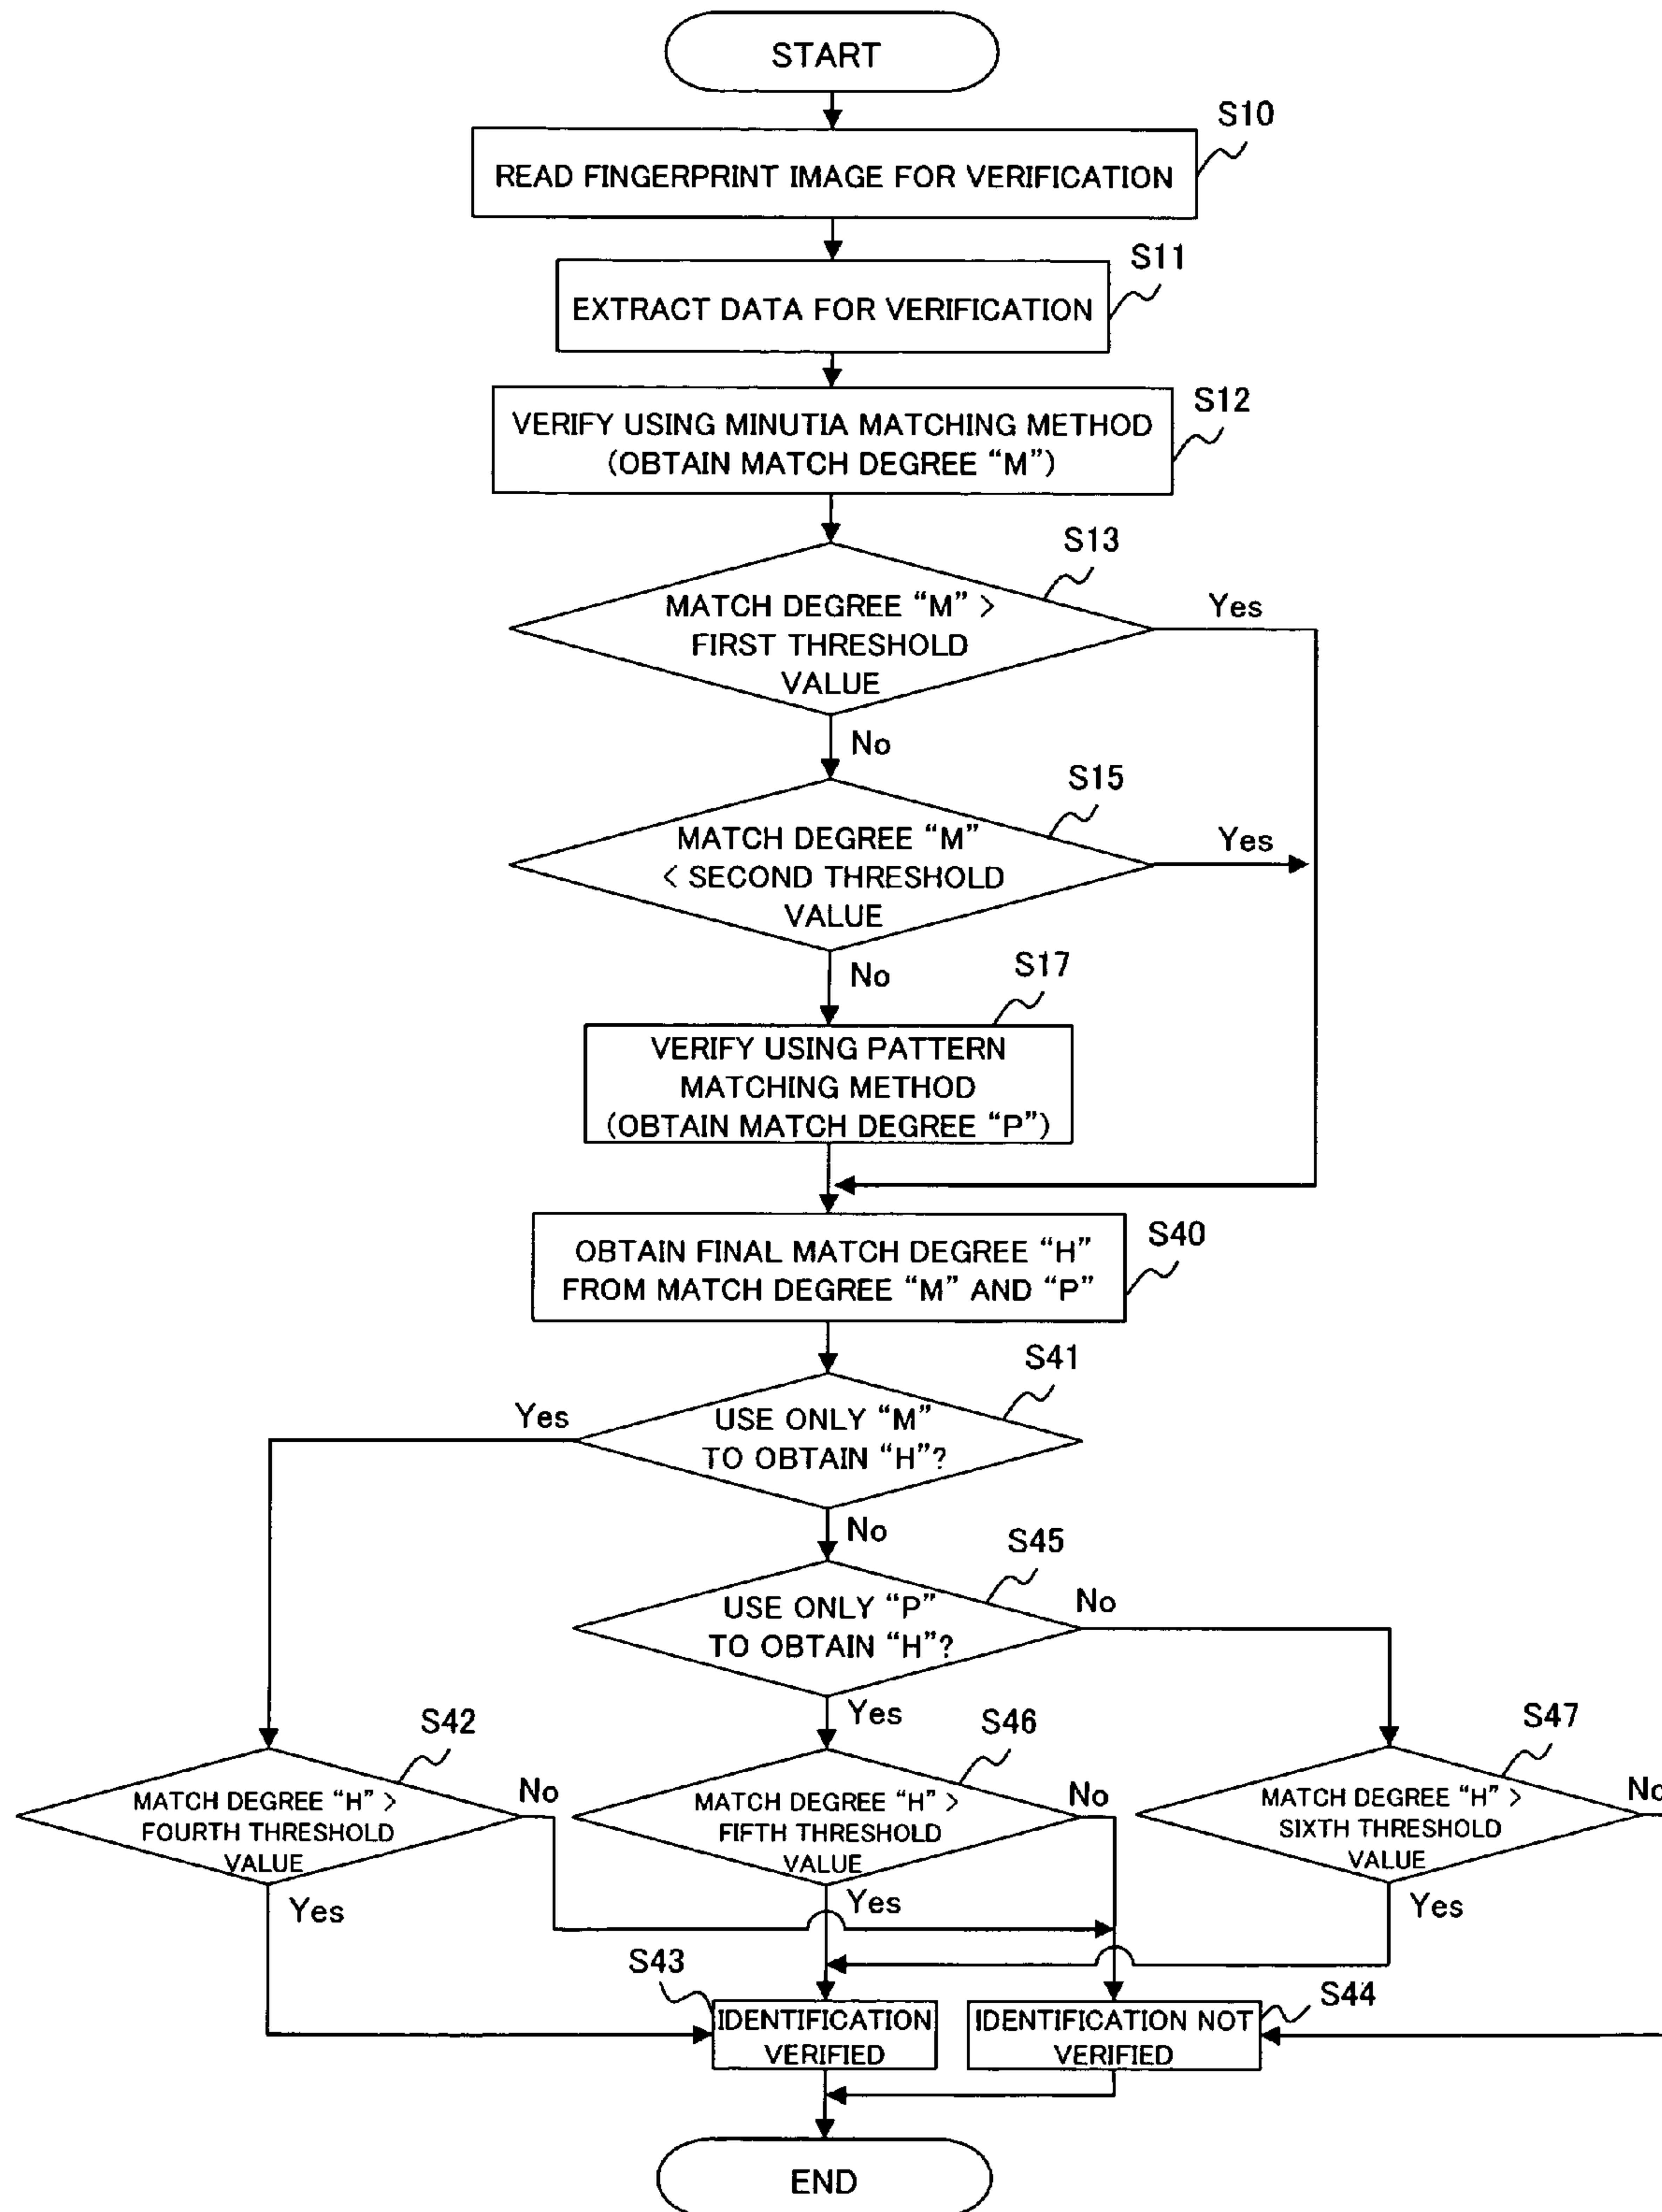 START
S10
READ FINGERPRINT IMAGE FOR VERIFICATION
S11
EXTRACT DATA FOR VERIFICATION
S12
VERIFY USING MINUTIA MATCHING METHOD
(OBTAIN MATCH DEGREE “M”)
S13
MATCH DEGREE “M” >
FIRST THRESHOLD
VALUE
Yes
No
S15
MATCH DEGREE “M”
< SECOND THRESHOLD
VALUE
Yes
No
S17
VERIFY USING PATTERN
MATCHING METHOD
(OBTAIN MATCH DEGREE “P”)
S40
OBTAIN FINAL MATCH DEGREE “H”
FROM MATCH DEGREE “M” AND “P”
S41
USE ONLY “M”
TO OBTAIN “H”?
Yes
No
S45
USE ONLY “P”
TO OBTAIN “H”?
No
Yes
S42
MATCH DEGREE “H” >
FOURTH THRESHOLD
VALUE
No
Yes
S46
MATCH DEGREE “H” >
FIFTH THRESHOLD
VALUE
No
Yes
S47
MATCH DEGREE “H” >
SIXTH THRESHOLD
VALUE
No
Yes
S43
IDENTIFICATION
VERIFIED
S44
IDENTIFICATION NOT
VERIFIED
END